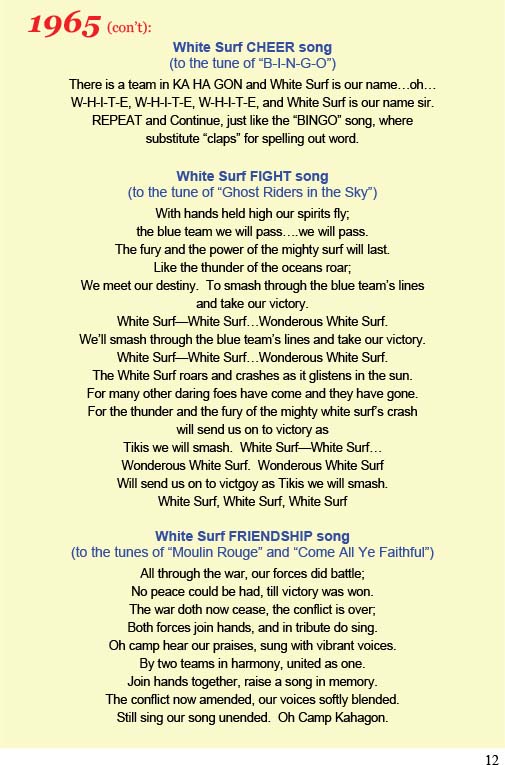 1965 (con't):
White Surf CHEER song
(to the tune of “B-I-N-G-O”)
There is a team in KA HA GON and White Surf is our name…oh…
W-H-I-T-E, W-H-I-T-E, W-H-I-T-E, and White Surf is our name sir.
REPEAT and Continue, just like the “BINGO” song, where
substitute “claps” for spelling out word.
White Surf FIGHT song
(to the tune of “Ghost Riders in the Sky”)
With hands held high our spirits fly;
the blue team we will pass….we will pass.
The fury and the power of the mighty surf will last.
Like the thunder of the oceans roar;
We meet our destiny.  To smash through the blue team’s lines
and take our victory.
White Surf—White Surf…Wonderous White Surf.
We’ll smash through the blue team’s lines and take our victory.
White Surf—White Surf…Wonderous White Surf.
The White Surf roars and crashes as it glistens in the sun.
For many other daring foes have come and they have gone.
For the thunder and the fury of the mighty white surf’s crash
will send us on to victory as
Tikis we will smash.  White Surf—White Surf…
Wonderous White Surf.  Wonderous White Surf
Will send us on to victgoy as Tikis we will smash.
White Surf, White Surf, White Surf
White Surf FRIENDSHIP song
(to the tunes of “Moulin Rouge” and “Come All Ye Faithful”)
All through the war, our forces did battle;
No peace could be had, till victory was won.
The war doth now cease, the conflict is over;
Both forces join hands, and in tribute do sing.
Oh camp hear our praises, sung with vibrant voices.
By two teams in harmony, united as one.
Join hands together, raise a song in memory.
The conflict now amended, our voices softly blended.
Still sing our song unended.  Oh Camp Kahagon.
12